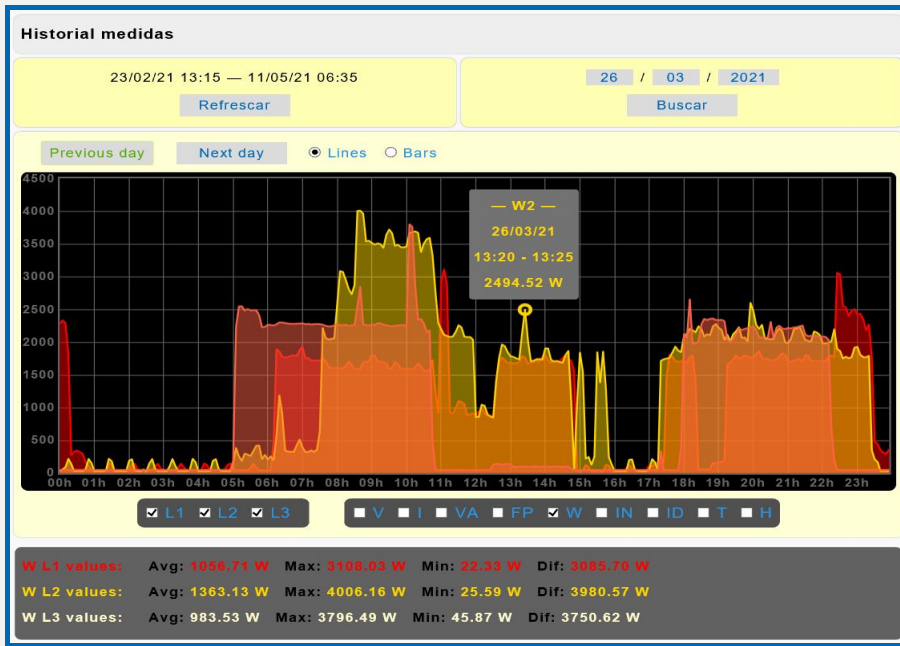 Historial medidas
23/02/21 13:15 — 11/05/21 06:35
Refrescar
26 / 03 / 2021
Buscar
Previous day Next day Lines Bars
4500
4000
3500
3000
2500
2000
1500
1000
500
0
— W2 —
26/03/21
13:20 - 13:25
2494.52 W
00h 01h 02h 03h 04h 05h 06h 07h 08h 09h 10h 11h 12h 13h 14h 15h 16h 17h 18h 19h 20h 21h 22h 23h
L1 L2 L3 V I VA FP W IN ID T H
W L1 values: Avg: 1056.71 W Max: 3108.03 W Min: 22.33 W Dif: 3085.70 W
W L2 values: Avg: 1363.13 W Max: 4006.16 W Min: 25.59 W Dif: 3980.57 W
W L3 values: Avg: 983.53 W Max: 3796.49 W Min: 45.87 W Dif: 3750.62 W